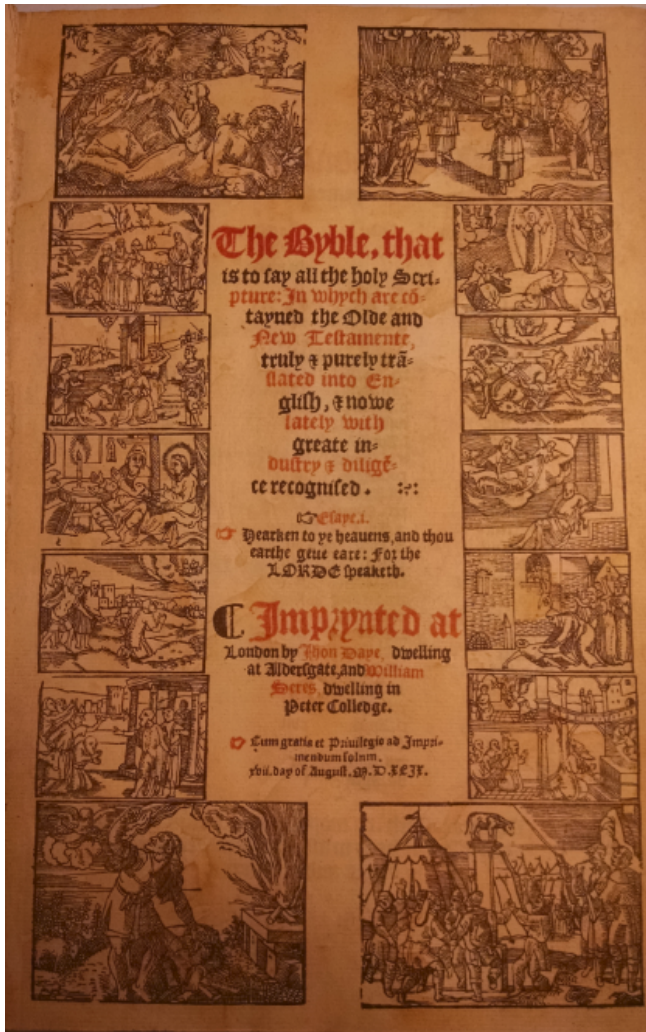 The Byble, that
is to say all the holy Scri-
pture: In whych are cõ-
tayned the Olde and
New Testamente,
truly ⁊ purely trã-
slated into En-
glish, ⁊ nowe
lately with
greate in-
dustry ⁊ diligẽ-
ce recognised.
☞ Esaye.i.
☞ Hearken to ye heauens, and thou
earthe geue eare: For the
LORDE speaketh.
Imprynted at
London by Jhon Daye, dwelling
at Aldersgate, and William
Seres, dwelling in
Peter Colledge.
Cum gratia et Priuilegio ad Impri-
mendum solum.
xvii. day of August. M.D.XLIX.